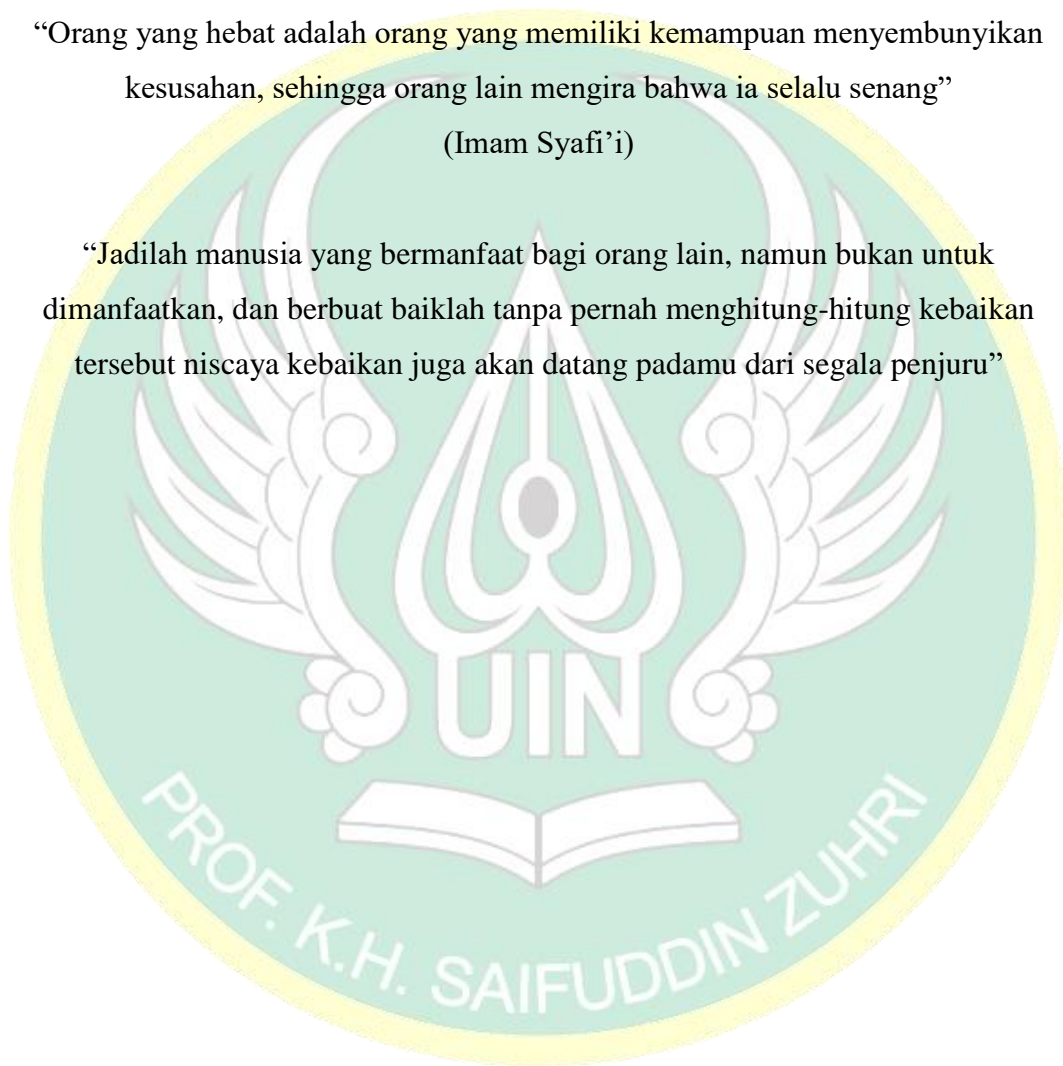 “Orang yang hebat adalah orang yang memiliki kemampuan menyembunyikan
kesusahan, sehingga orang lain mengira bahwa ia selalu senang”
(Imam Syafi’i)
“Jadilah manusia yang bermanfaat bagi orang lain, namun bukan untuk
dimanfaatkan, dan berbuat baiklah tanpa pernah menghitung-hitung kebaikan
tersebut niscaya kebaikan juga akan datang padamu dari segala penjuru”
UIN
PROF. K.H. SAIFUDDIN ZUHRI